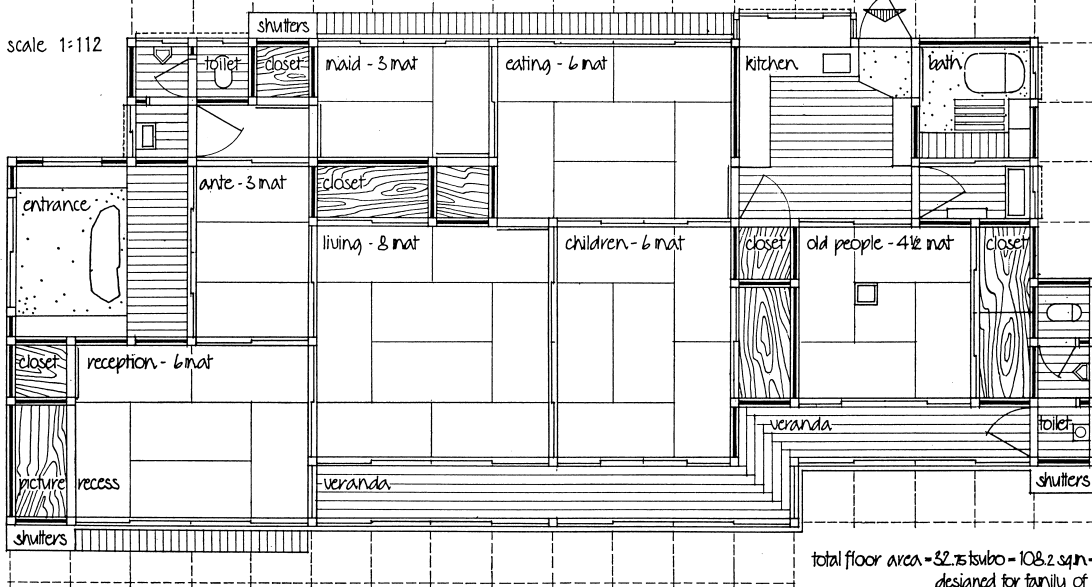 shutters
scale 1:112
toilet
closet
maid - 3 mat
eating - 6 mat
kitchen
bath
entrance
ante - 3 mat
closet
living - 8 mat
children - 6 mat
closet
old people - 4 1/2 mat
closet
closet
reception - 6 mat
veranda
toilet
picture recess
veranda
shutters
shutters
total floor area = 32.75 tsubo = 108.2 sq.m -
designed for family of